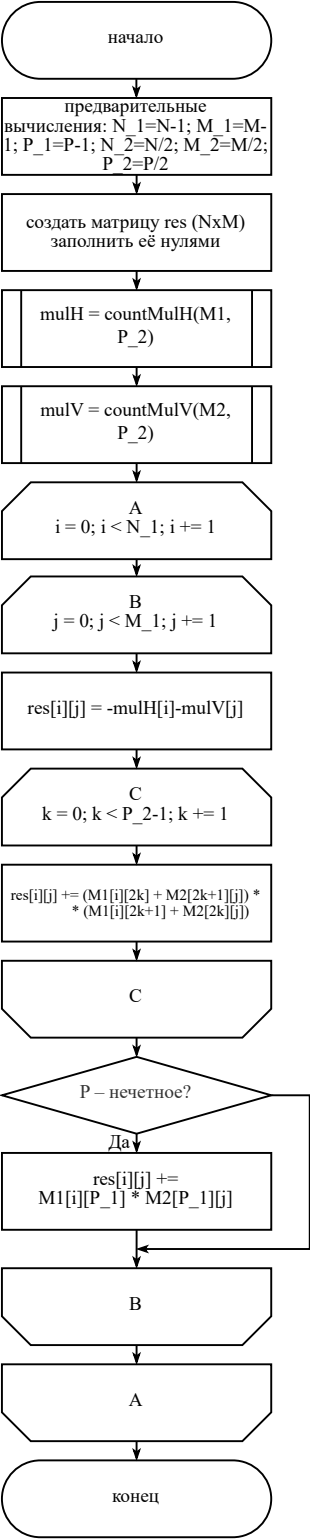 начало
предварительные
вычисления: N_1=N-1; M_1=M-
1; P_1=P-1; N_2=N/2; M_2=M/2;
P_2=P/2
создать матрицу res (NxM)
заполнить её нулями
mulH = countMulH(M1,
P_2)
mulV = countMulV(M2,
P_2)
A
i = 0; i < N_1; i += 1
B
j = 0; j < M_1; j += 1
res[i][j] = -mulH[i]-mulV[j]
C
k = 0; k < P_2-1; k += 1
res[i][j] += (M1[i][2k] + M2[2k+1][j]) *
* (M1[i][2k+1] + M2[2k][j])
C
P – нечетное?
Да
res[i][j] +=
M1[i][P_1] * M2[P_1][j]
B
A
конец